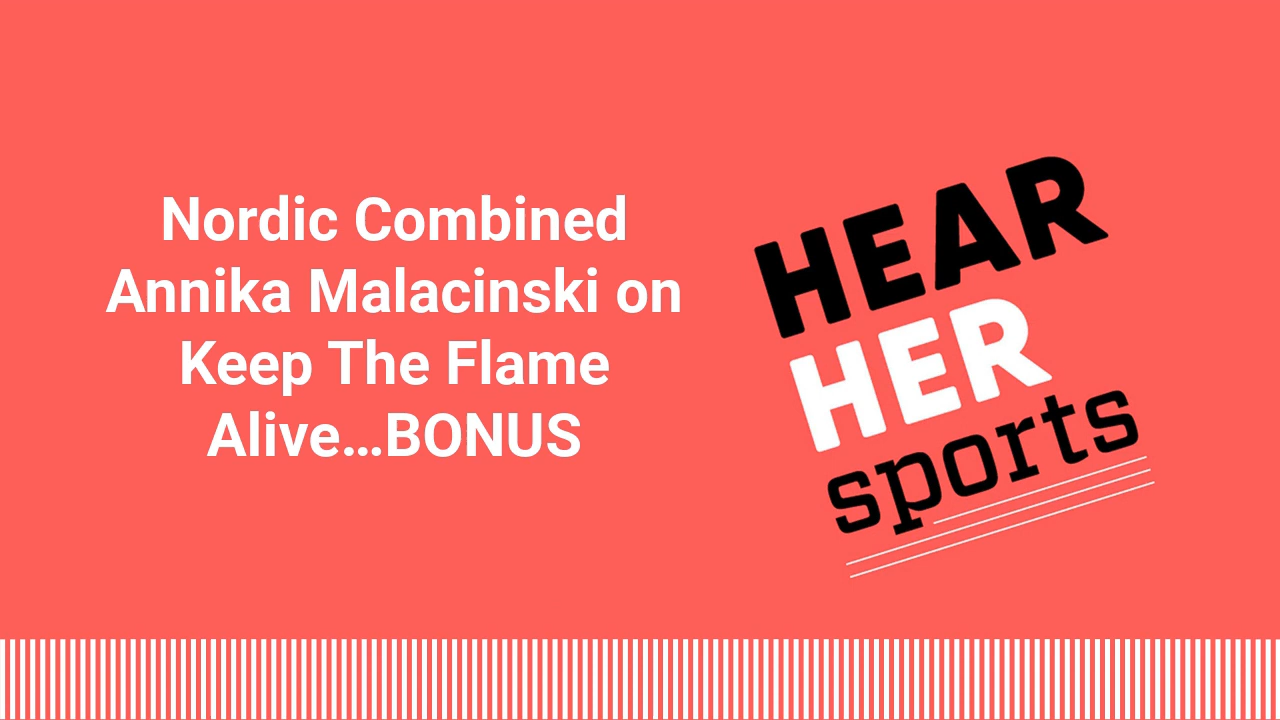 Nordic Combined
Annika Malacinski on
Keep The Flame
Alive…BONUS
HEAR
HER
sports